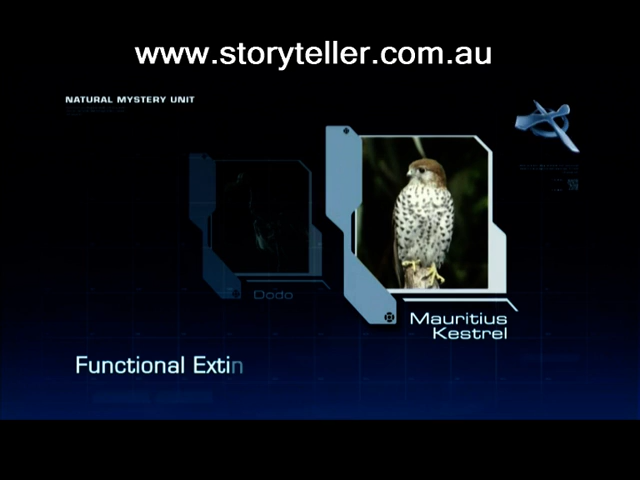 www.storyteller.com.au
NATURAL MYSTERY UNIT
Dodo
Mauritius
Kestrel
Functional Extin